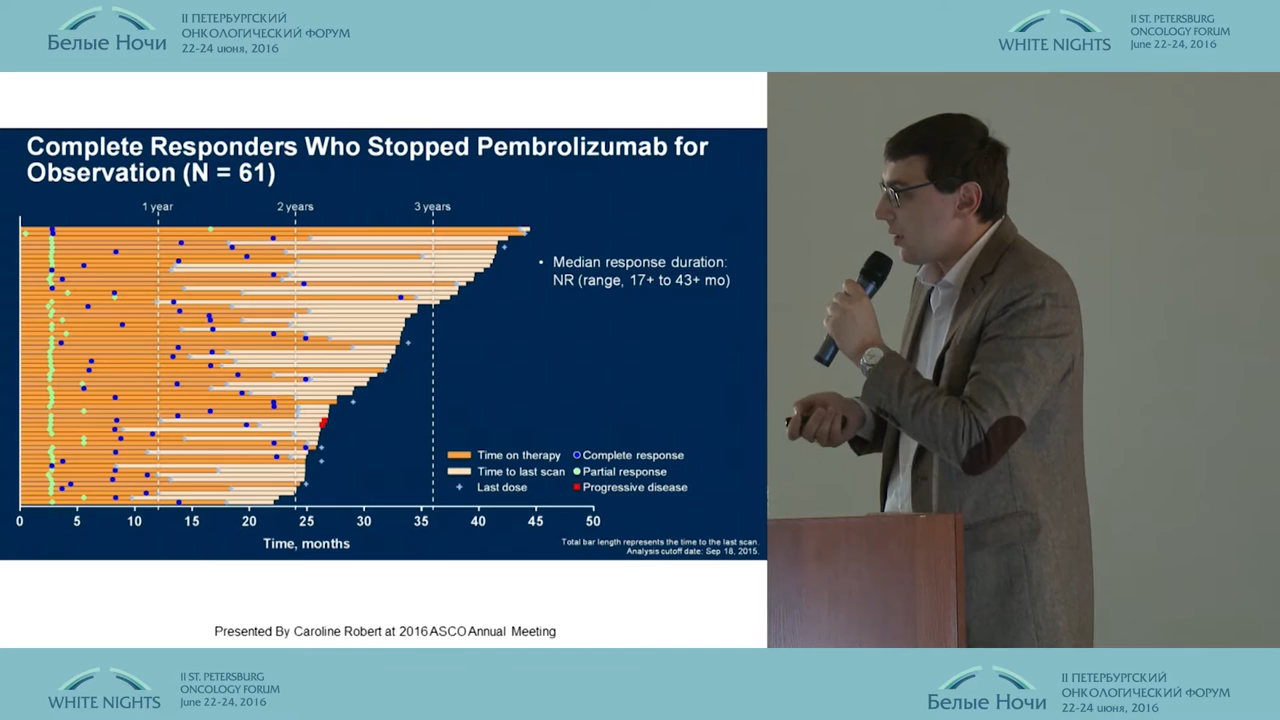 Белые Ночи
II ПЕТЕРБУРГСКИЙ
ОНКОЛОГИЧЕСКИЙ ФОРУМ
22-24 июня, 2016
WHITE NIGHTS
II ST. PETERSBURG
ONCOLOGY FORUM
June 22-24, 2016
Complete Responders Who Stopped Pembrolizumab for
Observation (N = 61)
1 year
2 years
3 years
• Median response duration:
NR (range, 17+ to 43+ mo)
Time on therapy
Complete response
Time to last scan
Partial response
Last dose
Progressive disease
0 5 10 15 20 25 30 35 40 45 50
Time, months
Total bar length represents the time to the last scan.
Analysis cutoff date: Sep 18, 2015.
Presented By Caroline Robert at 2016 ASCO Annual Meeting
WHITE NIGHTS
II ST. PETERSBURG
ONCOLOGY FORUM
June 22-24, 2016
Белые Ночи
II ПЕТЕРБУРГСКИЙ
ОНКОЛОГИЧЕСКИЙ ФОРУМ
22-24 июня, 2016